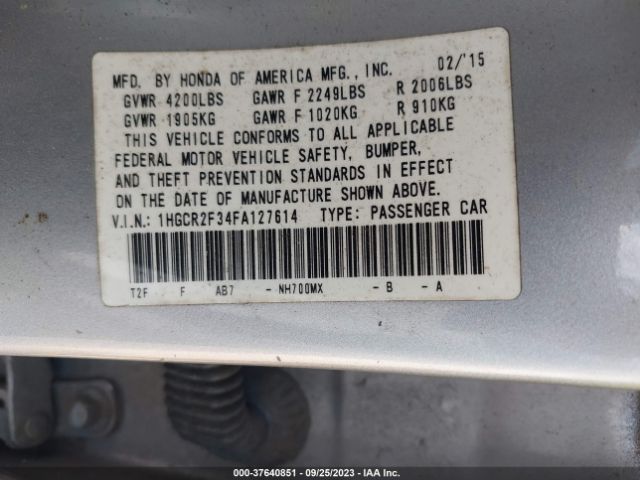 MFD. BY HONDA OF AMERICA MFG., INC. 02/'15
GVWR 4200LBS GAWR F 2249LBS R 2006LBS
GVWR 1905KG GAWR F 1020KG R 910KG
THIS VEHICLE CONFORMS TO ALL APPLICABLE
FEDERAL MOTOR VEHICLE SAFETY, BUMPER,
AND THEFT PREVENTION STANDARDS IN EFFECT
ON THE DATE OF MANUFACTURE SHOWN ABOVE.
V.I.N.: 1HGCR2F34FA127614 TYPE: PASSENGER CAR
T2F F AB7 - NH700MX - B - A
000-37640851 / 09/25/2023 / IAA Inc.